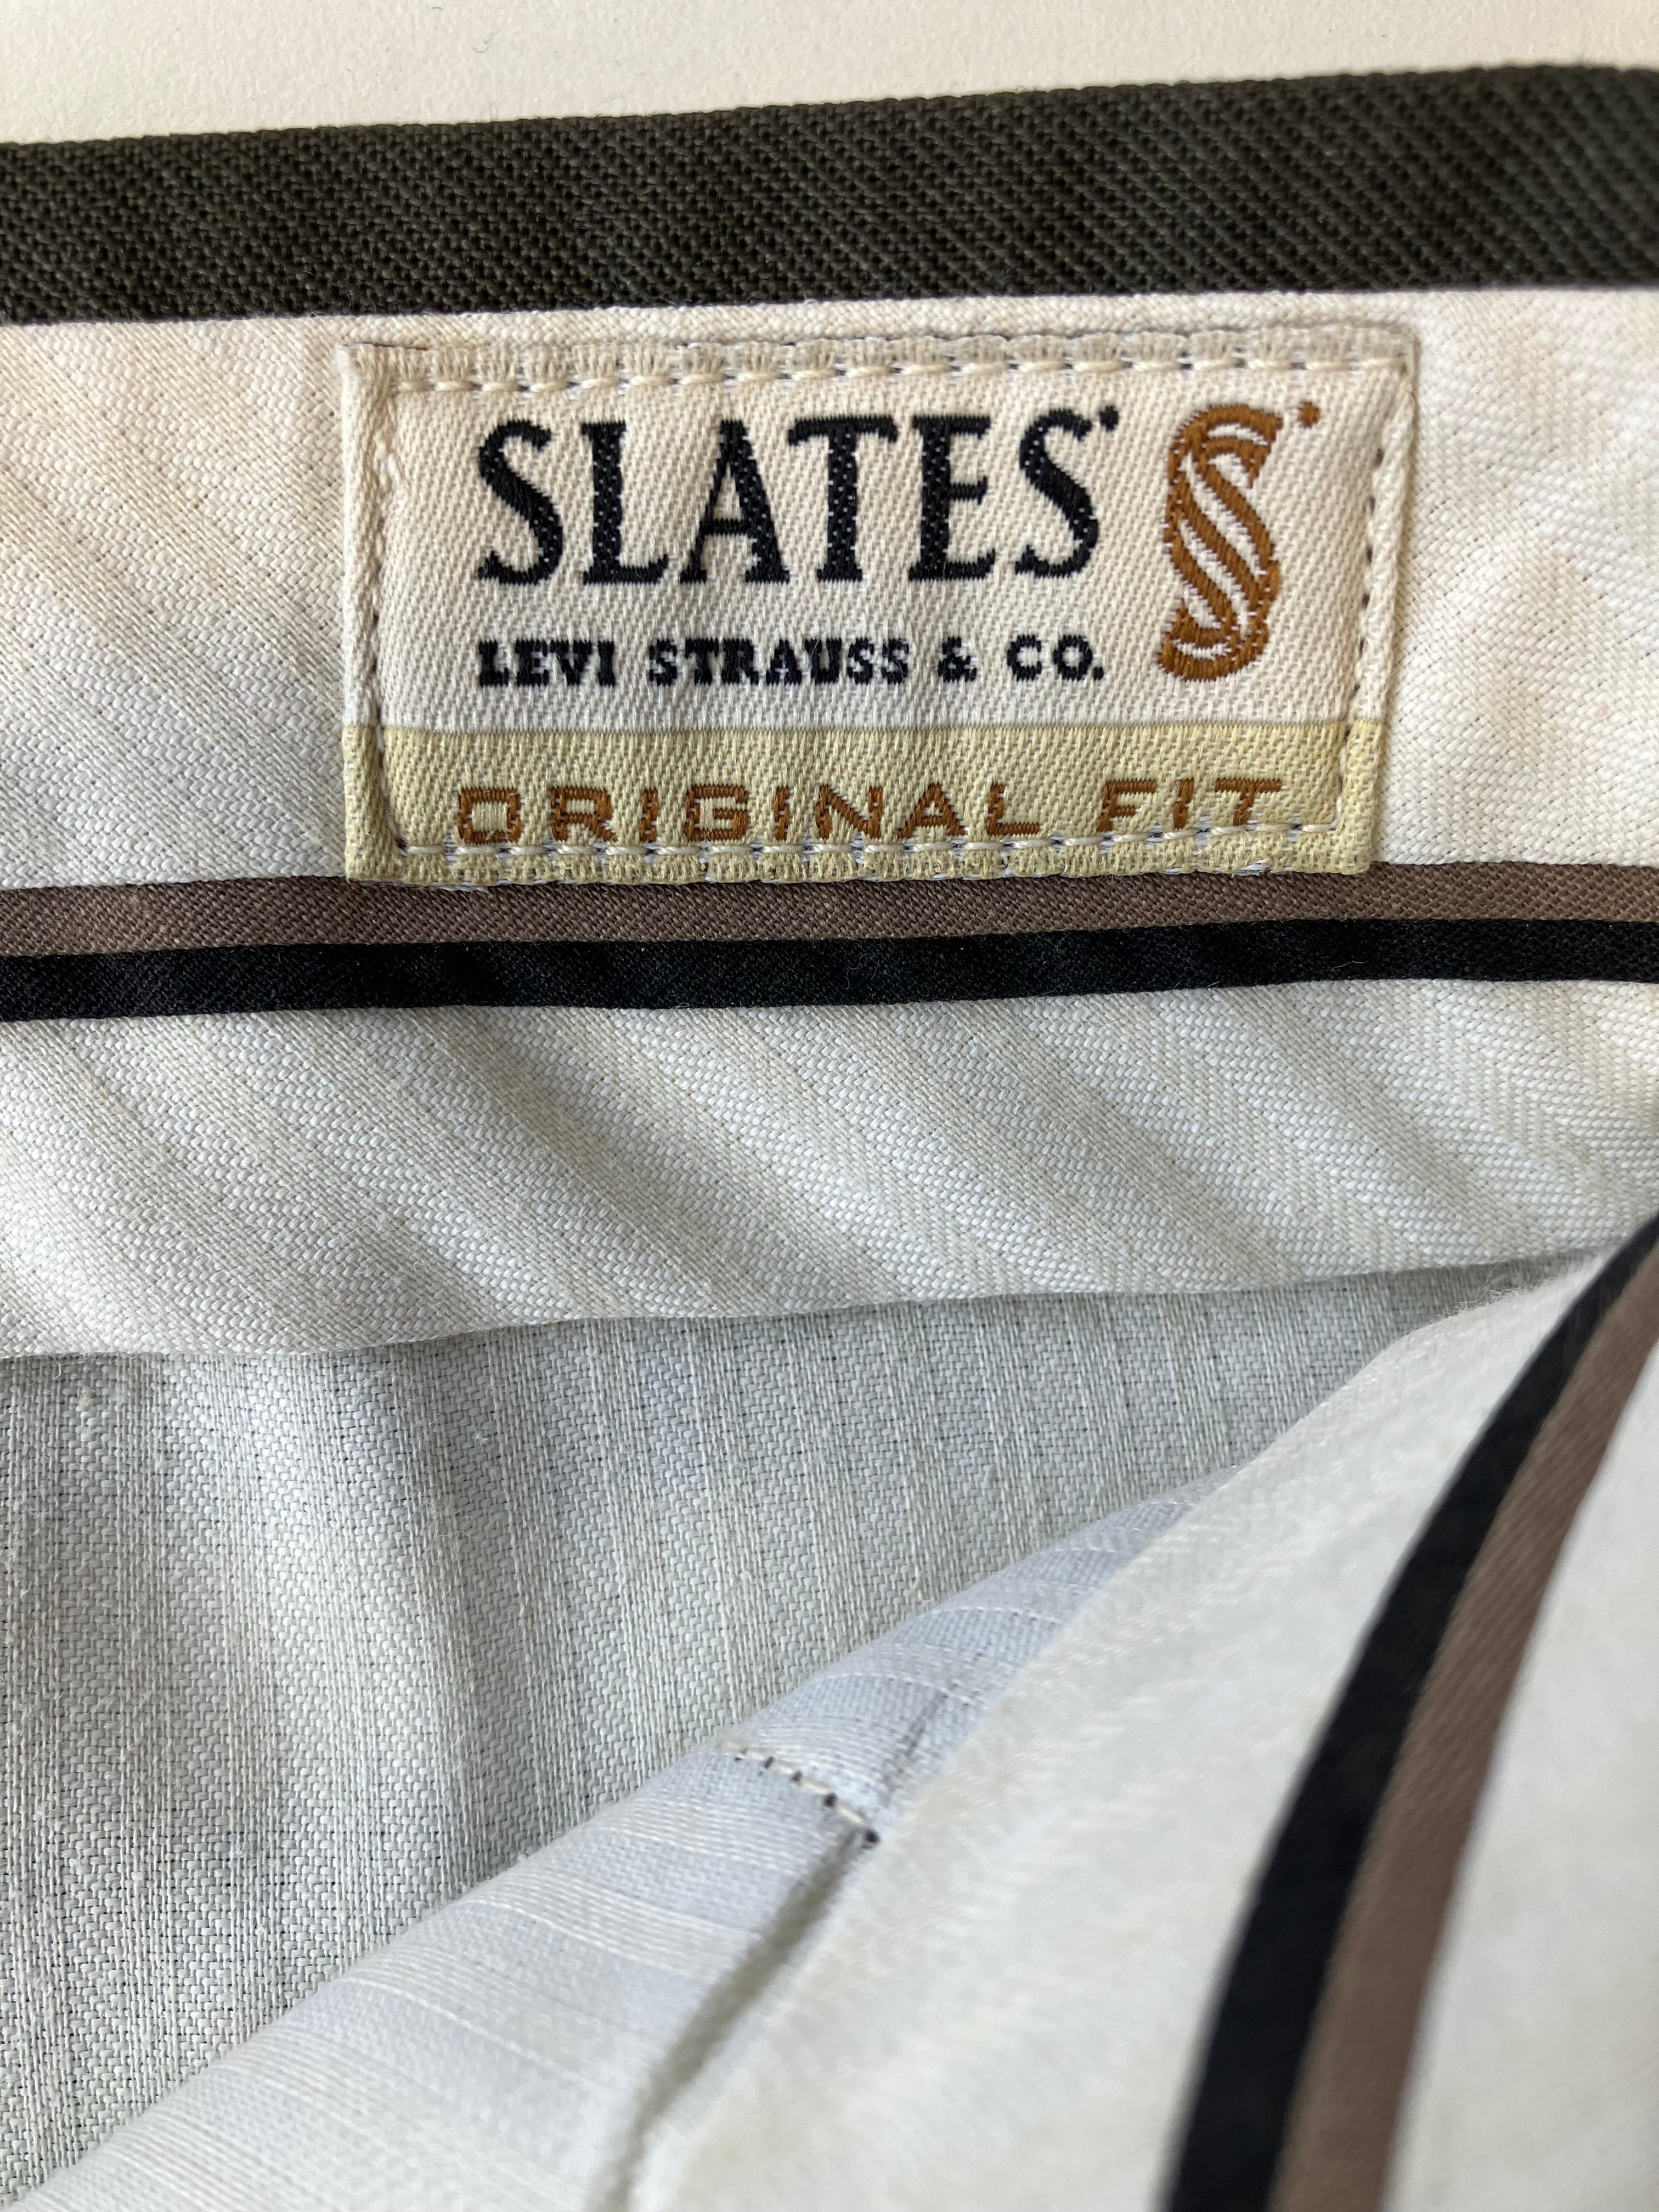 SLATES S
LEVI STRAUSS & CO.
ORIGINAL FIT